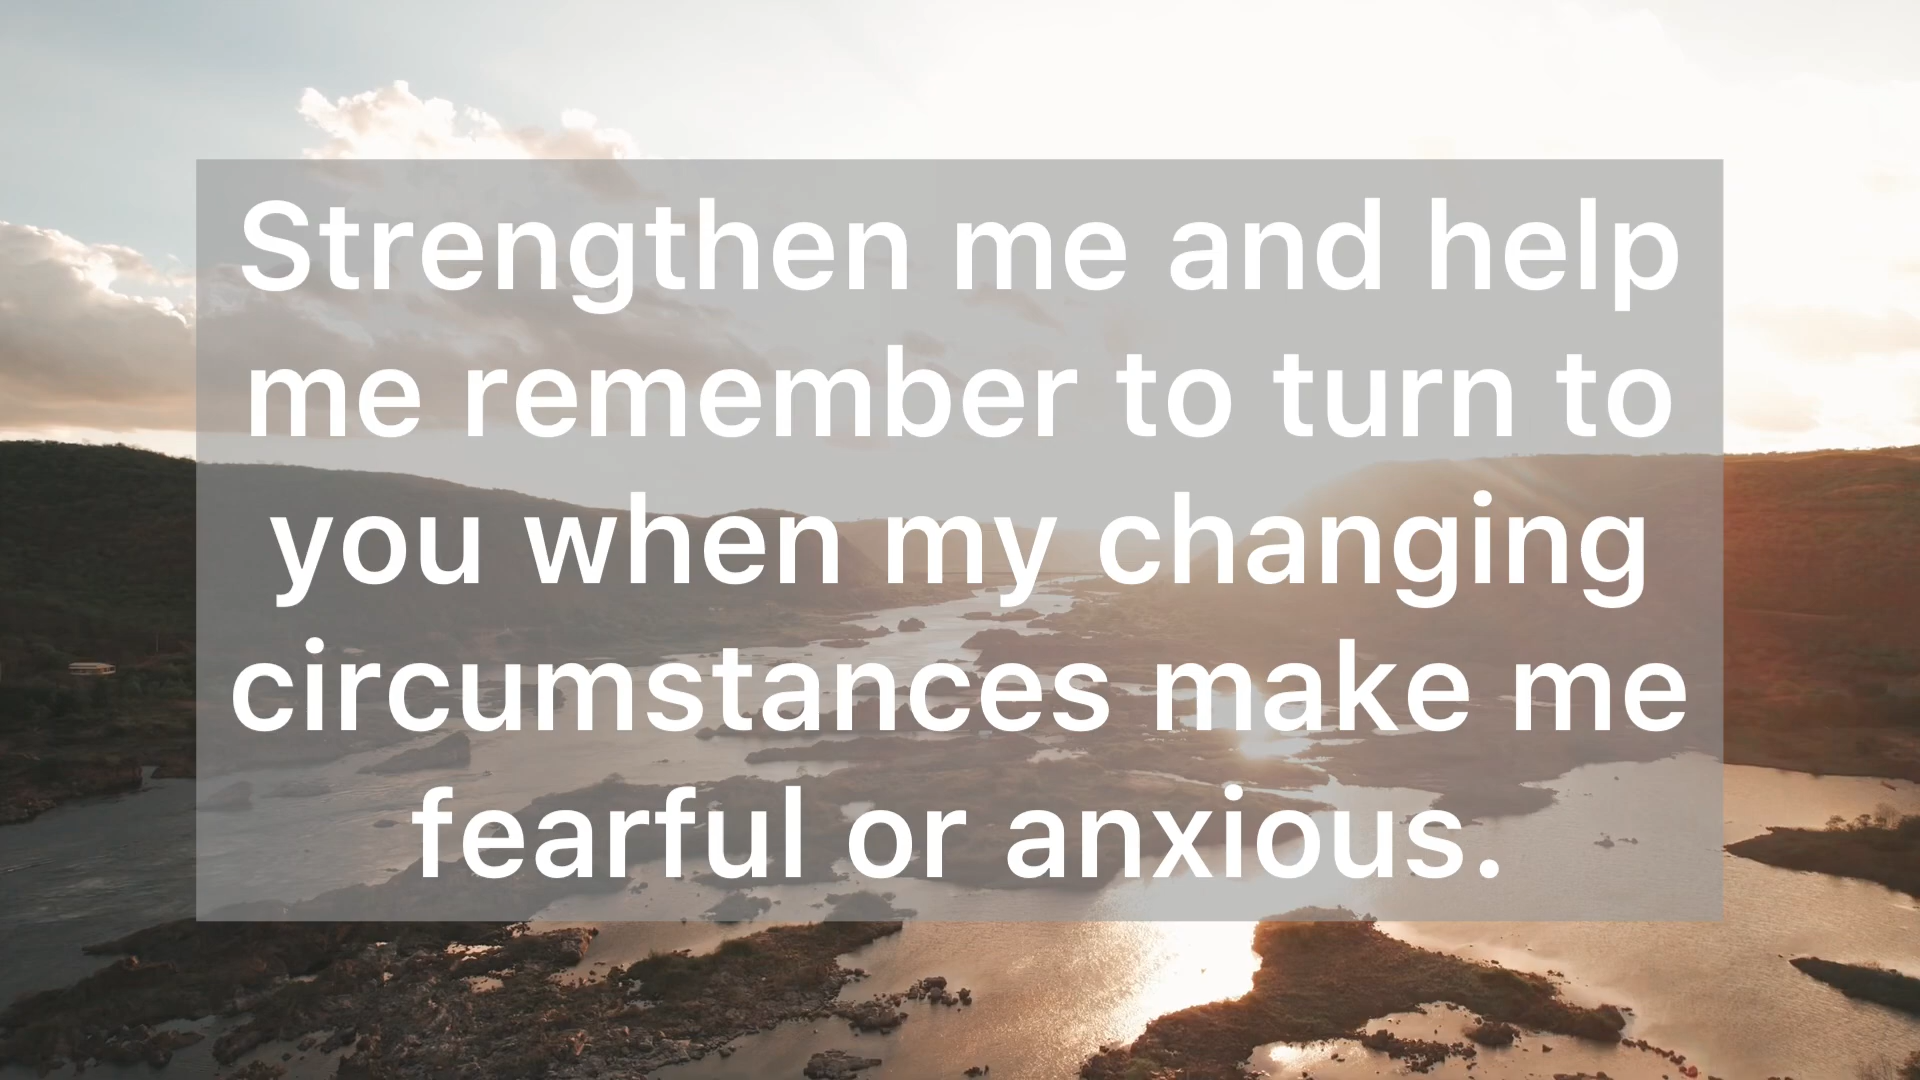 Strengthen me and help
me remember to turn to
you when my changing
circumstances make me
fearful or anxious.